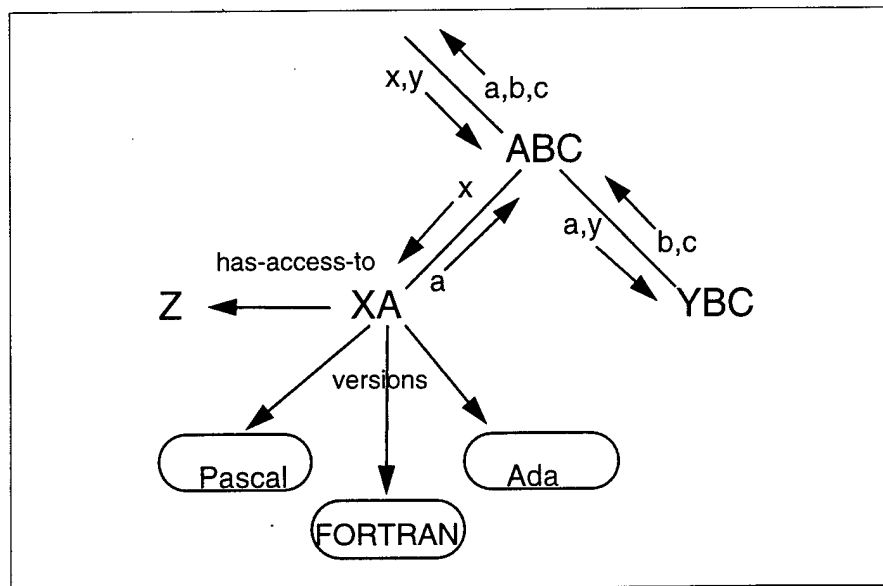 x,y
a,b,c
ABC
x
a,y
b,c
has-access-to
a
Z
XA
YBC
versions
Pascal
Ada
FORTRAN